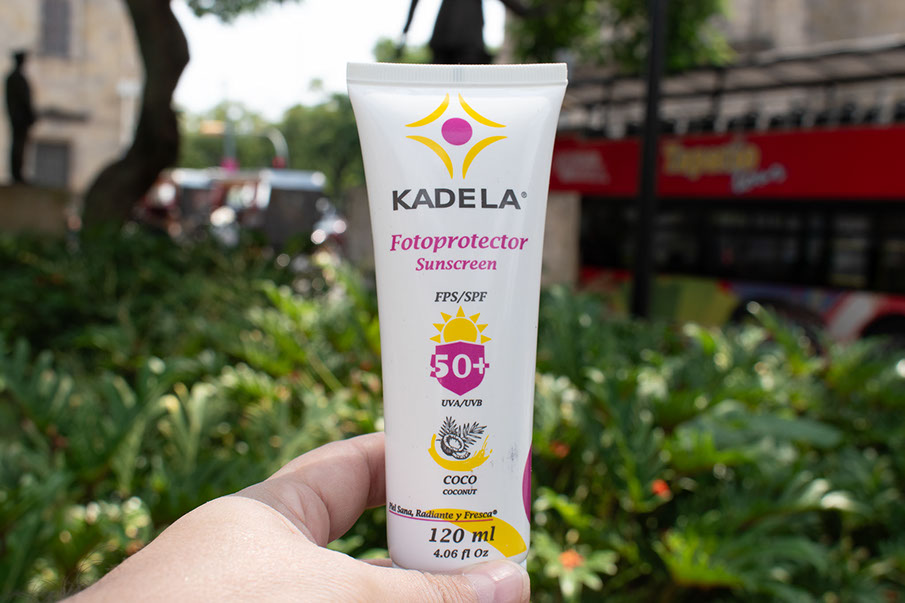 KADELA®
Fotoprotector
Sunscreen
FPS/SPF
50+
UVA/UVB
COCO
COCONUT
Piel Sana, Radiante y Fresca®
120 ml
4.06 fl Oz
Tapatío